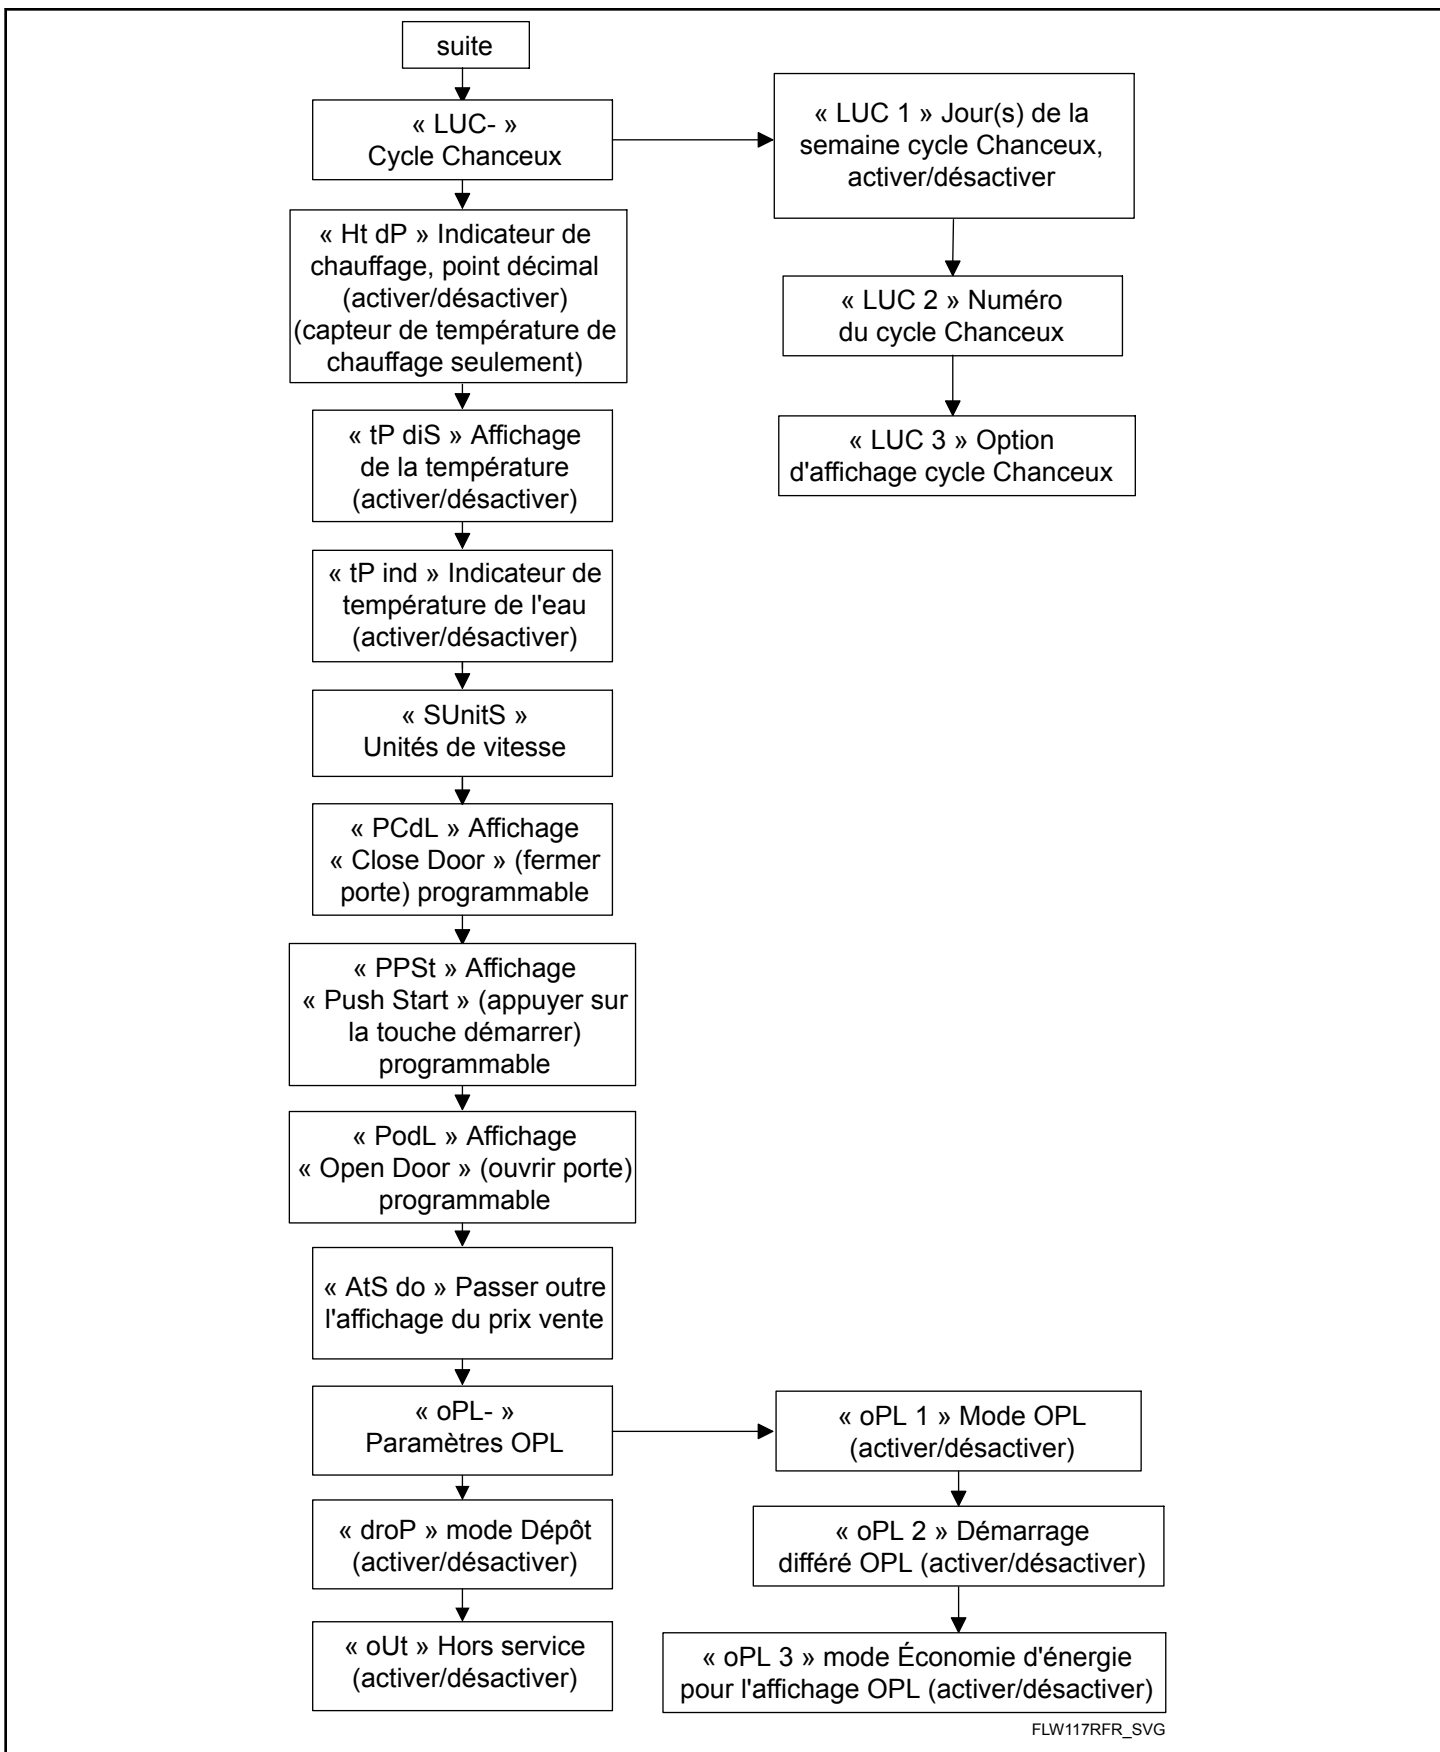 suite
« LUC- »
Cycle Chanceux
« LUC 1 » Jour(s) de la
semaine cycle Chanceux,
activer/désactiver
« LUC 2 » Numéro
du cycle Chanceux
« LUC 3 » Option
d'affichage cycle Chanceux
« Ht dP » Indicateur de
chauffage, point décimal
(activer/désactiver)
(capteur de température de
chauffage seulement)
« tP diS » Affichage
de la température
(activer/désactiver)
« tP ind » Indicateur de
température de l'eau
(activer/désactiver)
« SUnitS »
Unités de vitesse
« PCdL » Affichage
« Close Door » (fermer
porte) programmable
« PPSt » Affichage
« Push Start » (appuyer sur
la touche démarrer)
programmable
« PodL » Affichage
« Open Door » (ouvrir porte)
programmable
« AtS do » Passer outre
l'affichage du prix vente
« oPL- »
Paramètres OPL
« oPL 1 » Mode OPL
(activer/désactiver)
« oPL 2 » Démarrage
différé OPL (activer/désactiver)
« oPL 3 » mode Économie d'énergie
pour l'affichage OPL (activer/désactiver)
« droP » mode Dépôt
(activer/désactiver)
« oUt » Hors service
(activer/désactiver)
FLW117RFR_SVG